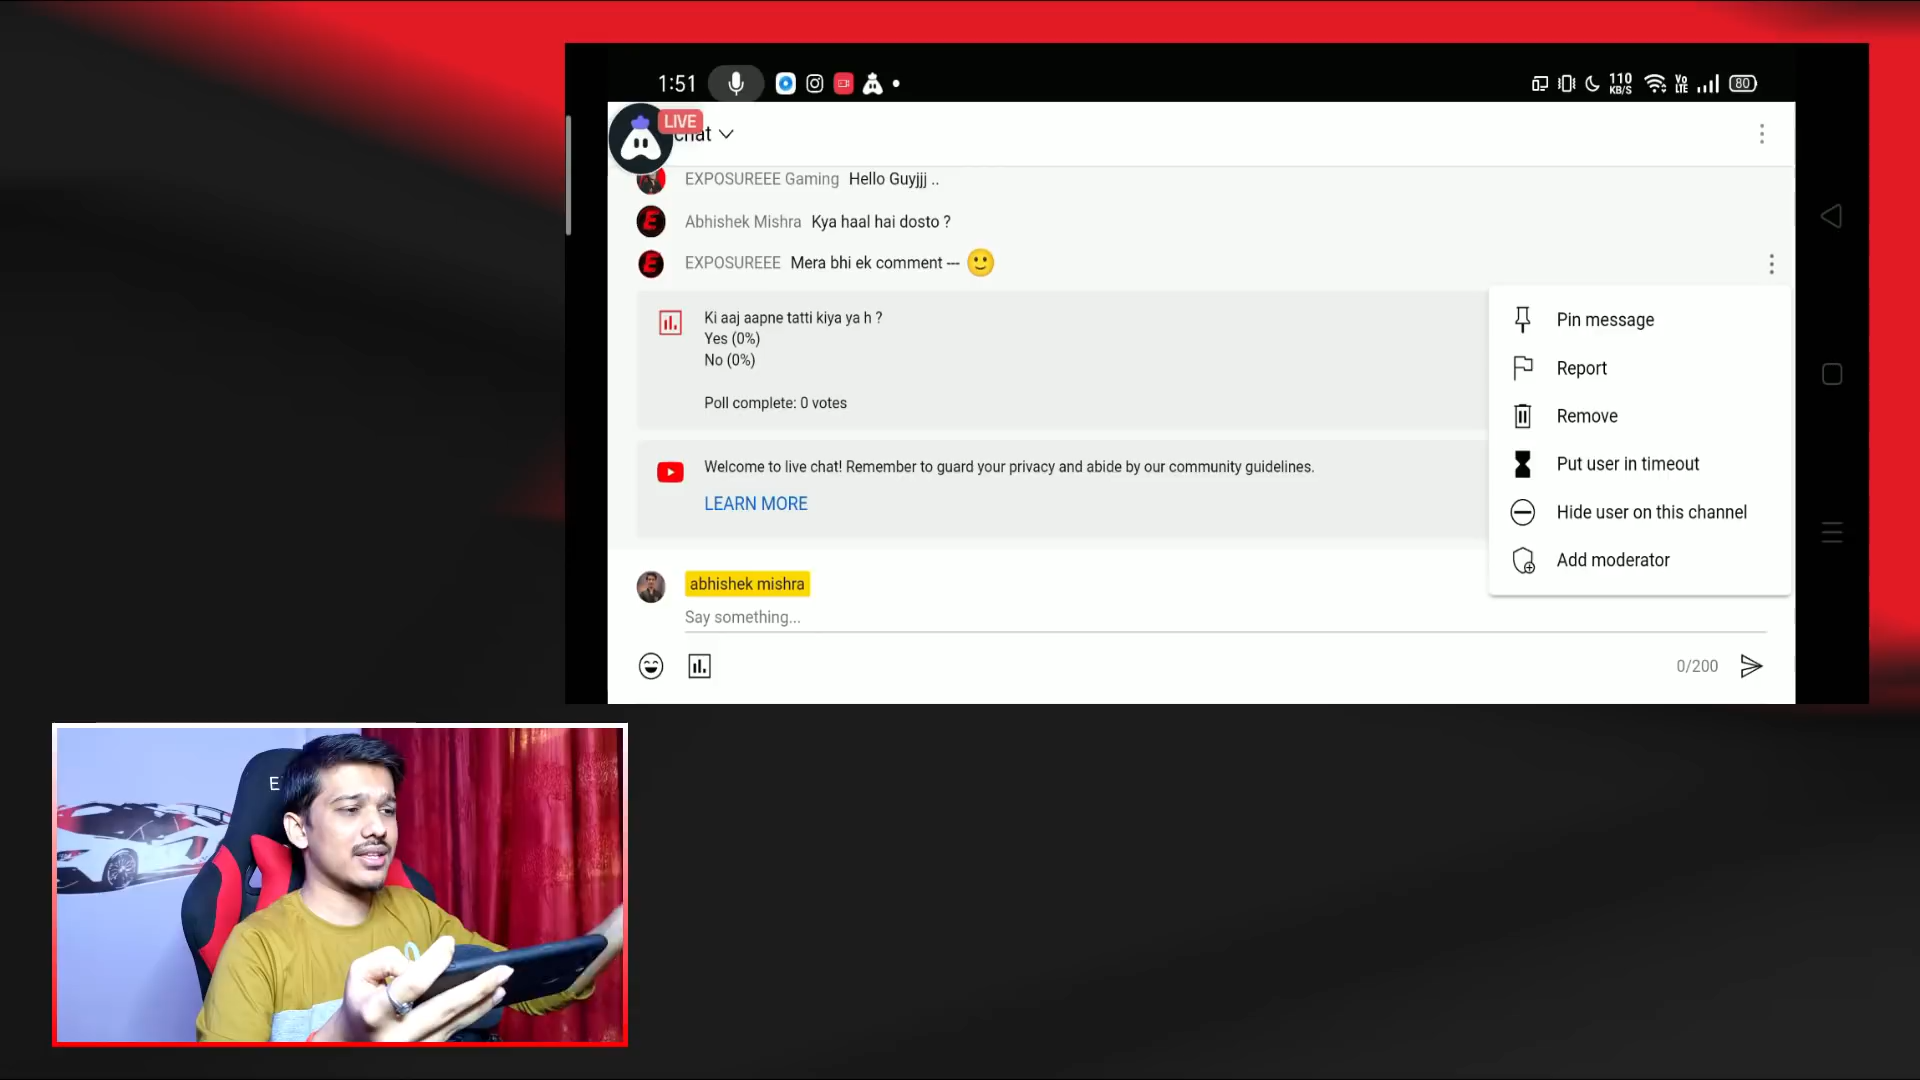 1:51
110
KB/S
Vo
LTE
80
LIVE
chat
EXPOSUREEE Gaming Hello Guyjjj ..
E Abhishek Mishra Kya haal hai dosto ?
E EXPOSUREEE Mera bhi ek comment --- 🙂
Ki aaj aapne tatti kiya ya h ?
Yes (0%)
No (0%)
Poll complete: 0 votes
Welcome to live chat! Remember to guard your privacy and abide by our community guidelines.
LEARN MORE
Pin message
Report
Remove
Put user in timeout
Hide user on this channel
Add moderator
abhishek mishra
Say something...
0/200